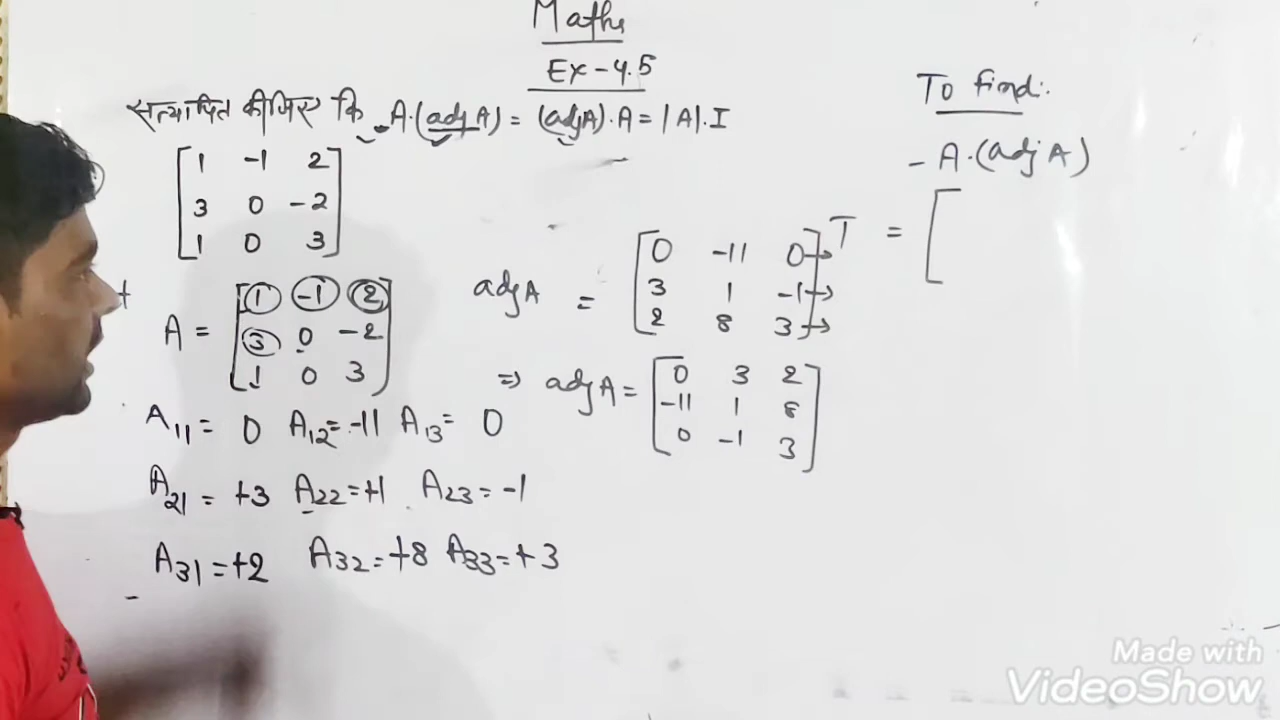 Maths
Ex-4.5
सत्यापित कीजिए कि A.(adj A) = (adjA).A = |A|.I
[1 -1 2
3 0 -2
1 0 3]
A = [1 -1 2
3 0 -2
1 0 3]
A11 = 0 A12 = -11 A13 = 0
A21 = +3 A22 = +1 A23 = -1
A31 = +2 A32 = +8 A33 = +3
adj A = [0 -11 0
3 1 -1
2 8 3] T
⇒ adj A = [0 3 2
-11 1 8
0 -1 3]
To find:
- A.(adj A)
= [
Made with
VideoShow